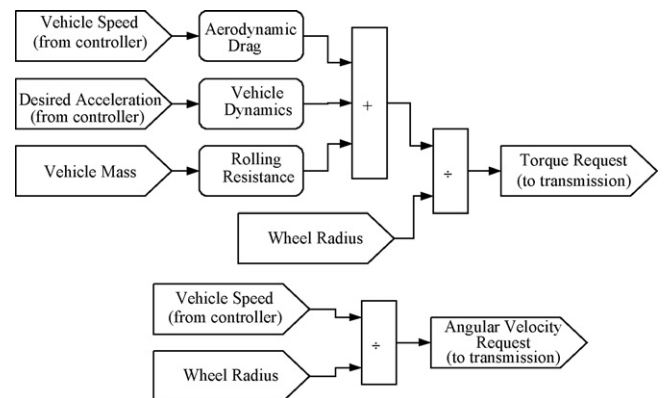 Vehicle Speed
(from controller)
Aerodynamic
Drag
Desired Acceleration
(from controller)
Vehicle
Dynamics
+
Vehicle Mass
Rolling
Resistance
÷
Torque Request
(to transmission)
Wheel Radius
Vehicle Speed
(from controller)
÷
Angular Velocity
Request
(to transmission)
Wheel Radius